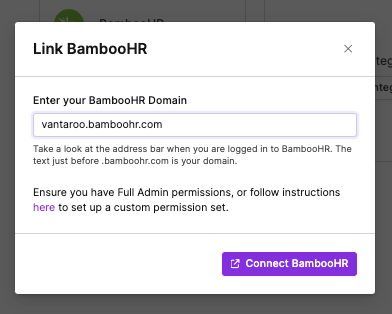 Link BambooHR
Enter your BambooHR Domain
vantaroo.bamboohr.com
Take a look at the address bar when you are logged in to BambooHR. The
text just before .bamboohr.com is your domain.
Ensure you have Full Admin permissions, or follow instructions
here to set up a custom permission set.
Connect BambooHR